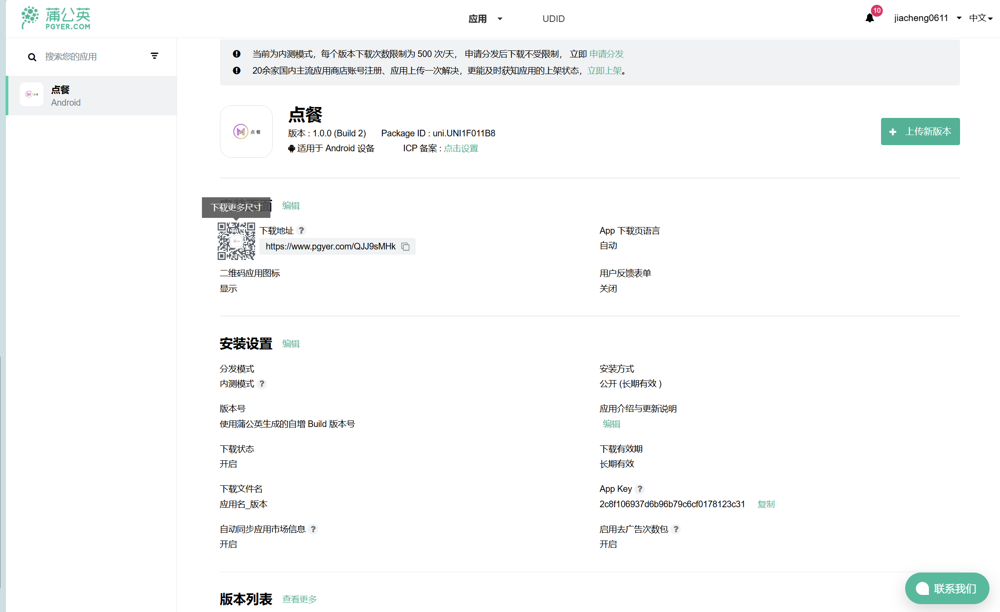 蒲公英
PGYER.COM
应用
UDID
10
jiacheng0611
中文
搜索您的应用
点餐
点餐
Android
当前为内测模式，每个版本下载次数限制为 500 次/天， 申请分发后下载不受限制， 立即 申请分发
20余家国内主流应用商店账号注册、应用上传一次解决，更能及时获知应用的上架状态，立即上架。
点餐
点餐
版本 : 1.0.0 (Build 2) Package ID : uni.UNI1F011B8
适用于 Android 设备 ICP 备案 : 点击设置
+ 上传新版本
安装页面 编辑
下载更多尺寸
下载地址 ?
https://www.pgyer.com/QJJ9sMHk
App 下载页语言
自动
二维码应用图标
显示
用户反馈表单
关闭
安装设置 编辑
分发模式
内测模式 ?
安装方式
公开 (长期有效 )
版本号
使用蒲公英生成的自增 Build 版本号
应用介绍与更新说明
编辑
下载状态
开启
下载有效期
长期有效
下载文件名
应用名_版本
App Key ?
2c8f106937d6b96b79c6cf0178123c31 复制
自动同步应用市场信息 ?
开启
启用去广告次数包 ?
开启
版本列表 查看更多
联系我们